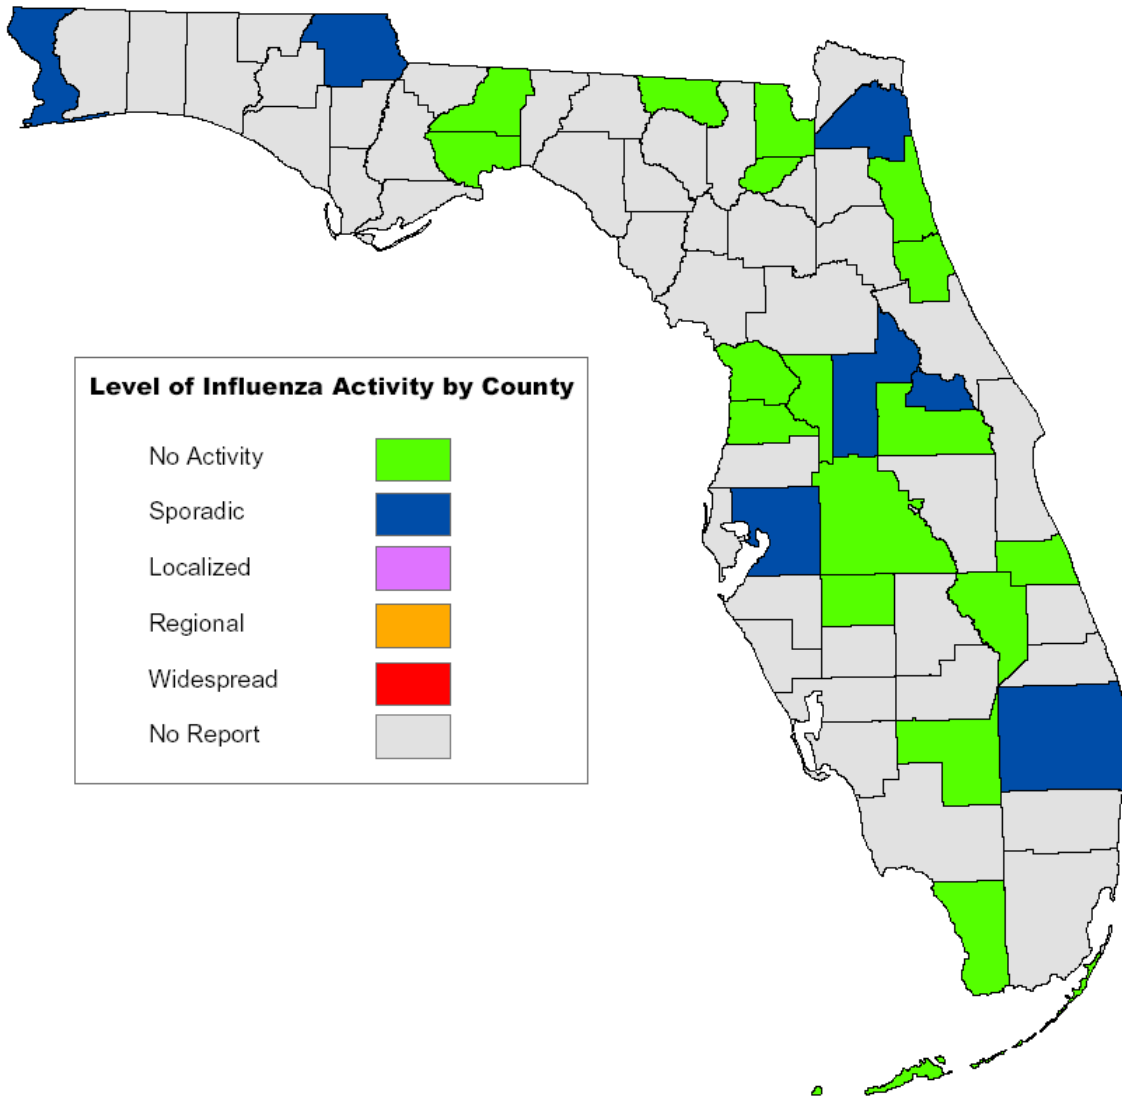 Level of Influenza Activity by County
No Activity
Sporadic
Localized
Regional
Widespread
No Report